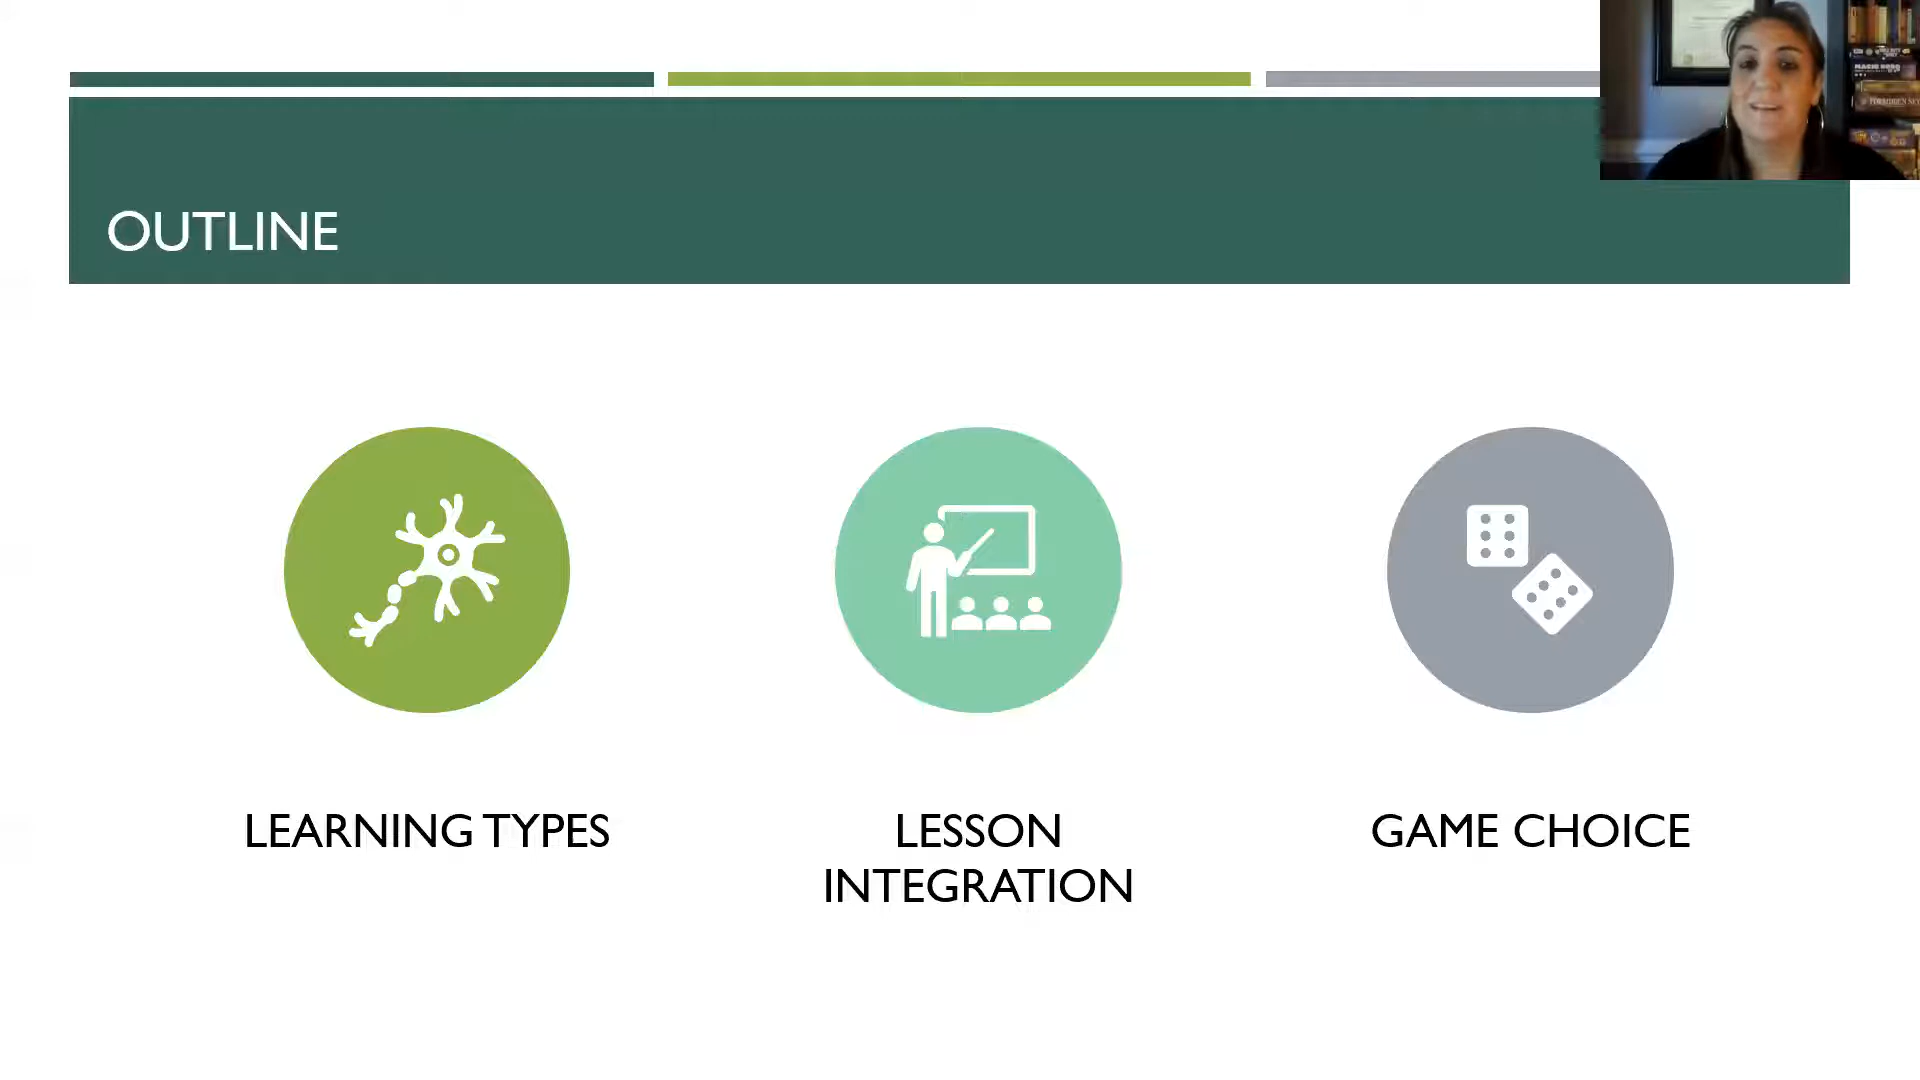 OUTLINE
LEARNING TYPES
LESSON
INTEGRATION
GAME CHOICE